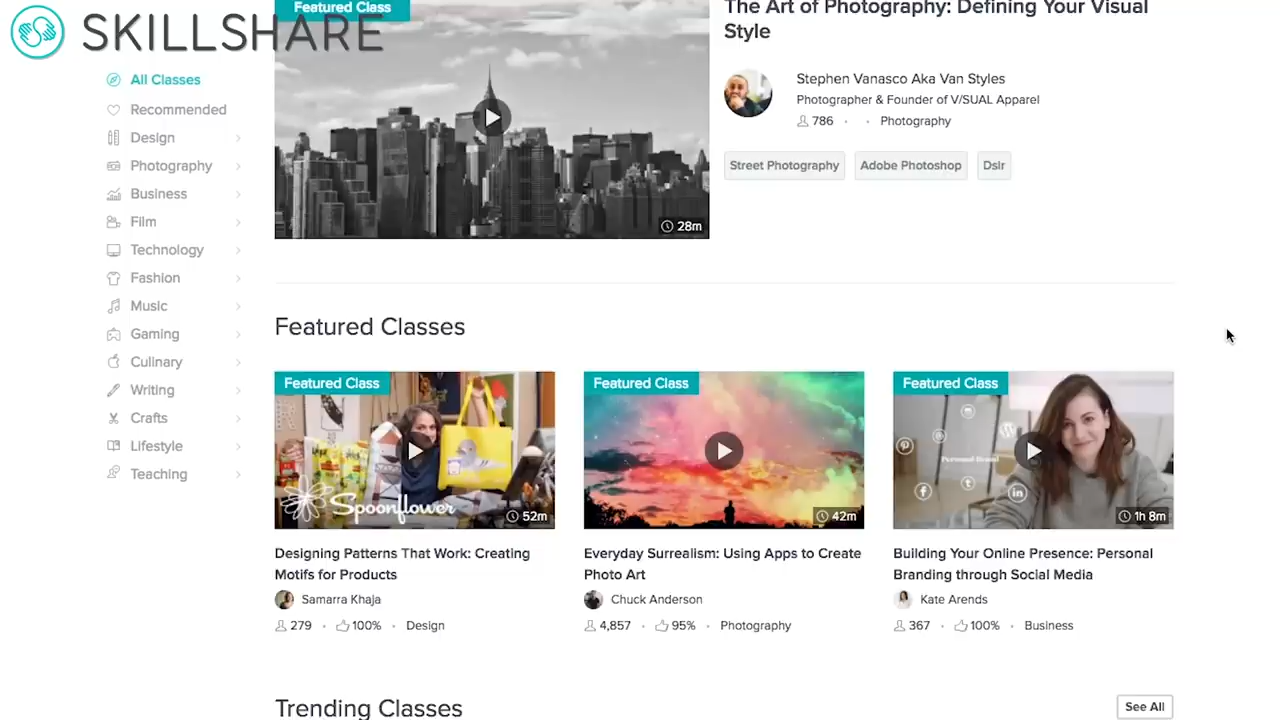 SKILLSHARE
Featured Class
28m
The Art of Photography: Defining Your Visual
Style
Stephen Vanasco Aka Van Styles
Photographer & Founder of V/SUAL Apparel
786 · · Photography
Street Photography
Adobe Photoshop
Dslr
All Classes
Recommended
Design
Photography
Business
Film
Technology
Fashion
Music
Gaming
Culinary
Writing
Crafts
Lifestyle
Teaching
Featured Classes
Featured Class
Spoonflower
52m
Designing Patterns That Work: Creating
Motifs for Products
Samarra Khaja
279 · 100% · Design
Featured Class
42m
Everyday Surrealism: Using Apps to Create
Photo Art
Chuck Anderson
4,857 · 95% · Photography
Featured Class
Personal Brand
1h 8m
Building Your Online Presence: Personal
Branding through Social Media
Kate Arends
367 · 100% · Business
Trending Classes
See All